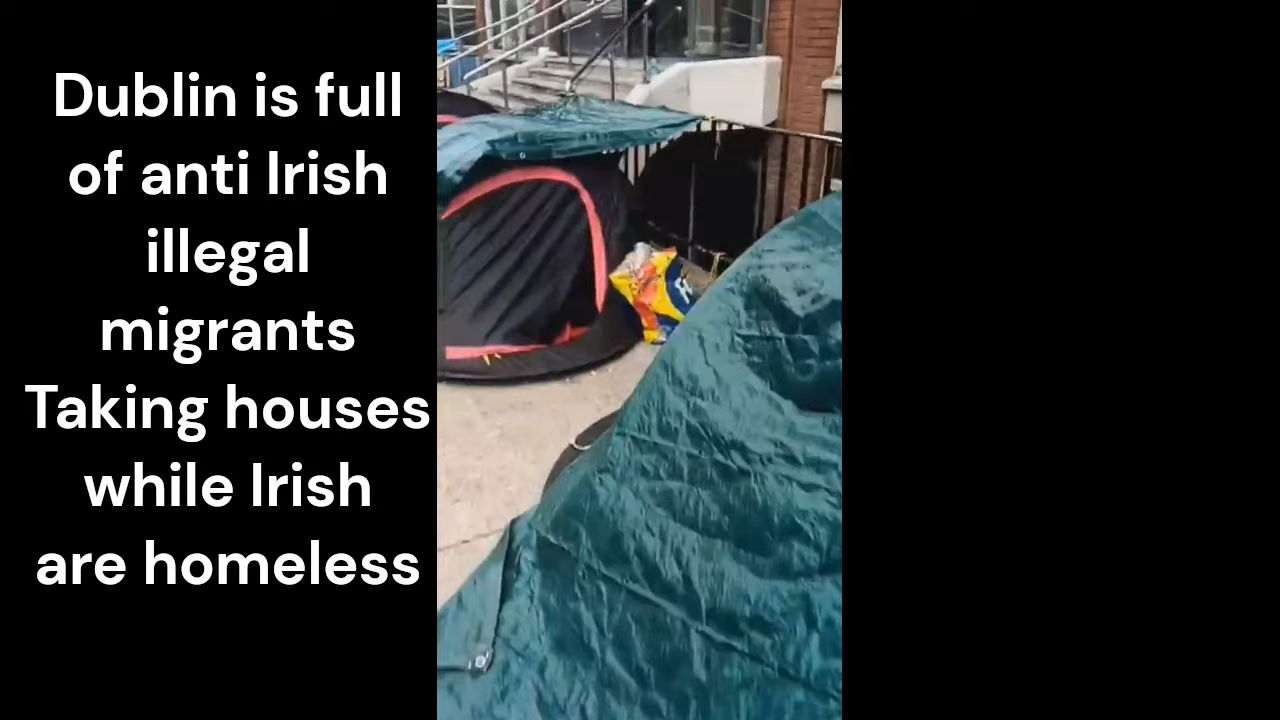 Dublin is full
of anti Irish
illegal
migrants
Taking houses
while Irish
are homeless